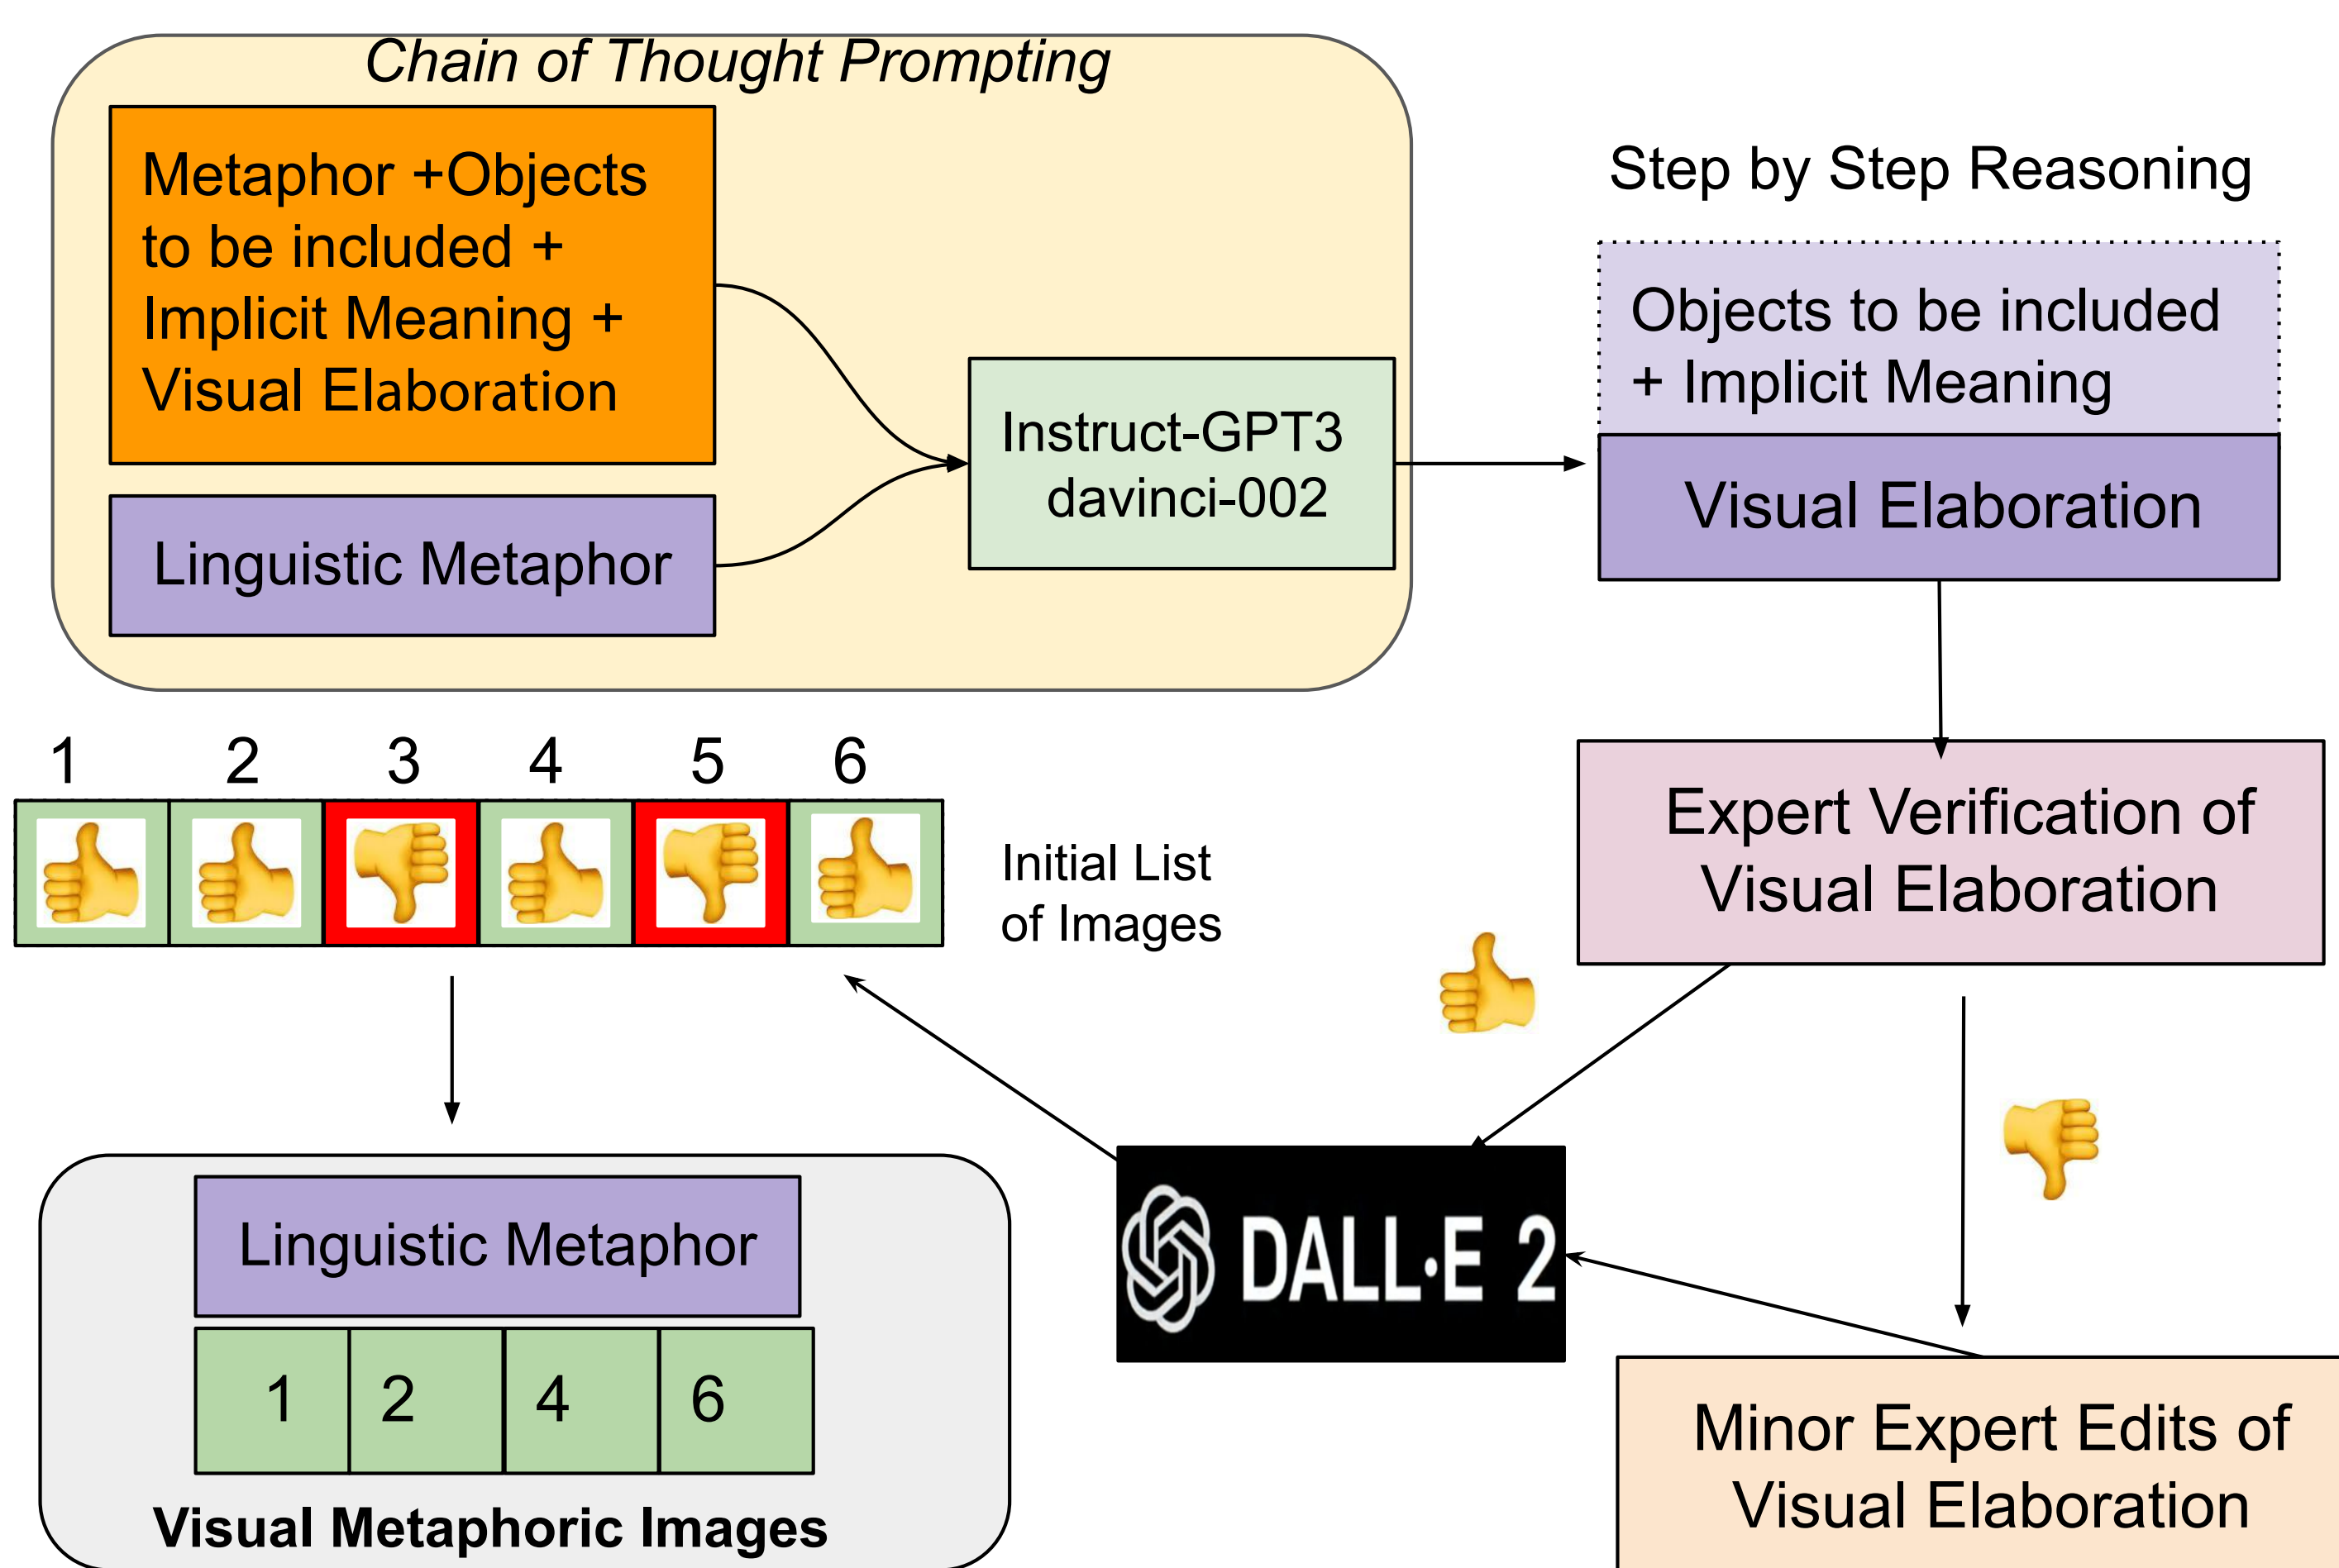 Chain of Thought Prompting
Metaphor +Objects
to be included +
Implicit Meaning +
Visual Elaboration
Linguistic Metaphor
Instruct-GPT3
davinci-002
Step by Step Reasoning
Objects to be included
+ Implicit Meaning
Visual Elaboration
Expert Verification of
Visual Elaboration
1 2 3 4 5 6
Initial List
of Images
DALL·E 2
Minor Expert Edits of
Visual Elaboration
Linguistic Metaphor
1 2 4 6
Visual Metaphoric Images